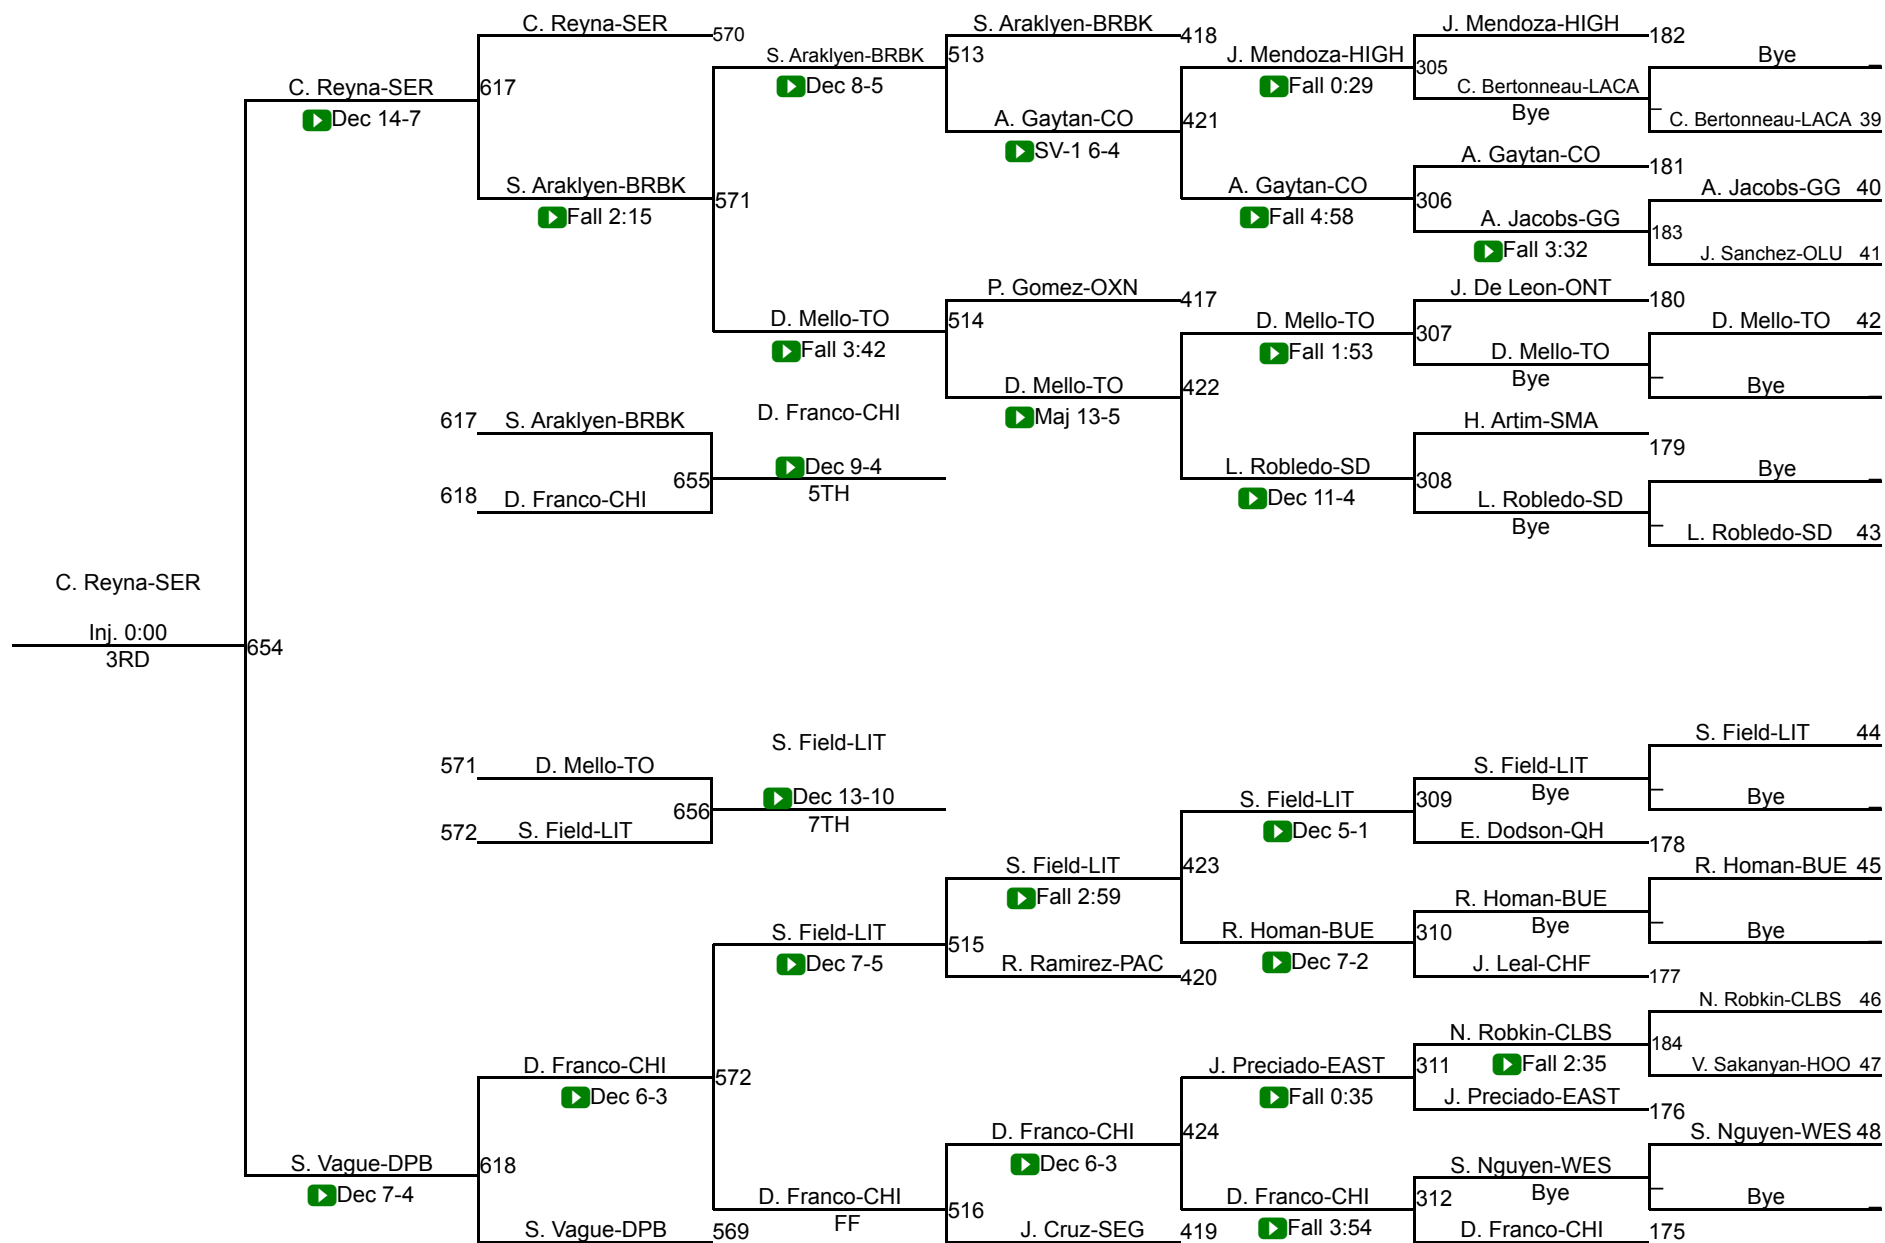 C. Reyna-SER
570
S. Araklyen-BRBK
418
J. Mendoza-HIGH
182
S. Araklyen-BRBK
513
J. Mendoza-HIGH
305
Bye
Dec 8-5
Fall 0:29
C. Bertonneau-LACA
Bye
C. Reyna-SER
617
Dec 14-7
A. Gaytan-CO
421
C. Bertonneau-LACA 39
SV-1 6-4
A. Gaytan-CO
181
S. Araklyen-BRBK
571
A. Gaytan-CO
306
A. Jacobs-GG 40
Fall 2:15
Fall 4:58
A. Jacobs-GG
183
Fall 3:32
J. Sanchez-OLU 41
P. Gomez-OXN
417
J. De Leon-ONT
180
D. Mello-TO
514
D. Mello-TO
307
D. Mello-TO 42
Fall 3:42
Fall 1:53
D. Mello-TO
Bye
D. Mello-TO
422
Bye
Maj 13-5
617
S. Araklyen-BRBK
D. Franco-CHI
H. Artim-SMA
179
655
Dec 9-4
5TH
L. Robledo-SD
308
Bye
618
D. Franco-CHI
Dec 11-4
L. Robledo-SD
Bye
L. Robledo-SD 43
C. Reyna-SER
Inj. 0:00
3RD
654
S. Field-LIT 44
571
D. Mello-TO
S. Field-LIT
S. Field-LIT
Bye
656
Dec 13-10
7TH
S. Field-LIT
309
Bye
572
S. Field-LIT
Dec 5-1
E. Dodson-QH
178
S. Field-LIT
423
R. Homan-BUE 45
Fall 2:59
R. Homan-BUE
Bye
S. Field-LIT
515
R. Homan-BUE
310
Bye
Dec 7-5
R. Ramirez-PAC
420
Dec 7-2
J. Leal-CHF
177
N. Robkin-CLBS 46
N. Robkin-CLBS
184
D. Franco-CHI
572
J. Preciado-EAST
311
Fall 2:35
V. Sakanyan-HOO 47
Dec 6-3
Fall 0:35
J. Preciado-EAST
176
D. Franco-CHI
424
S. Nguyen-WES 48
S. Vague-DPB
618
Dec 6-3
S. Nguyen-WES
Bye
Dec 7-4
D. Franco-CHI
FF
516
D. Franco-CHI
312
Bye
S. Vague-DPB
569
J. Cruz-SEG
419
Fall 3:54
D. Franco-CHI
175